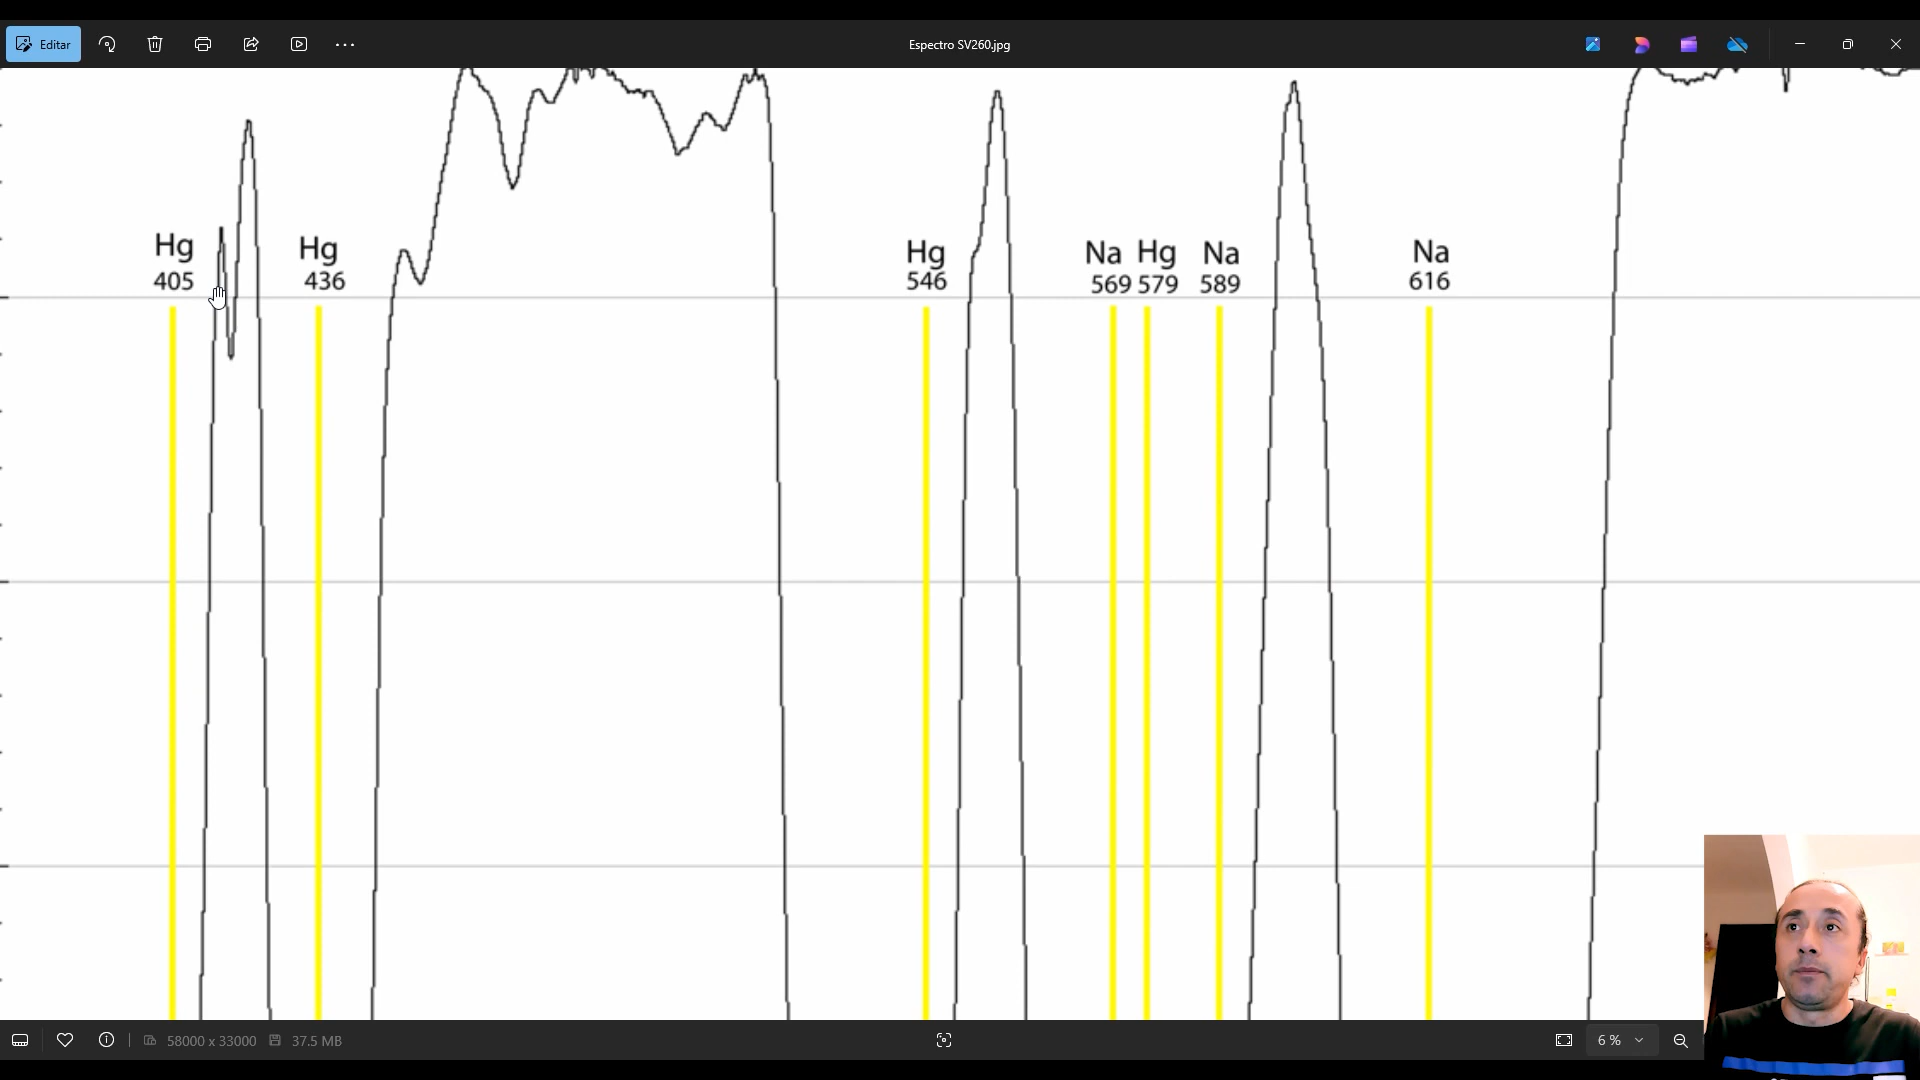 Editar
Espectro SV260.jpg
Hg
405
Hg
436
Hg
546
Na Hg Na
569 579 589
Na
616
58000 x 33000
37.5 MB
6 %